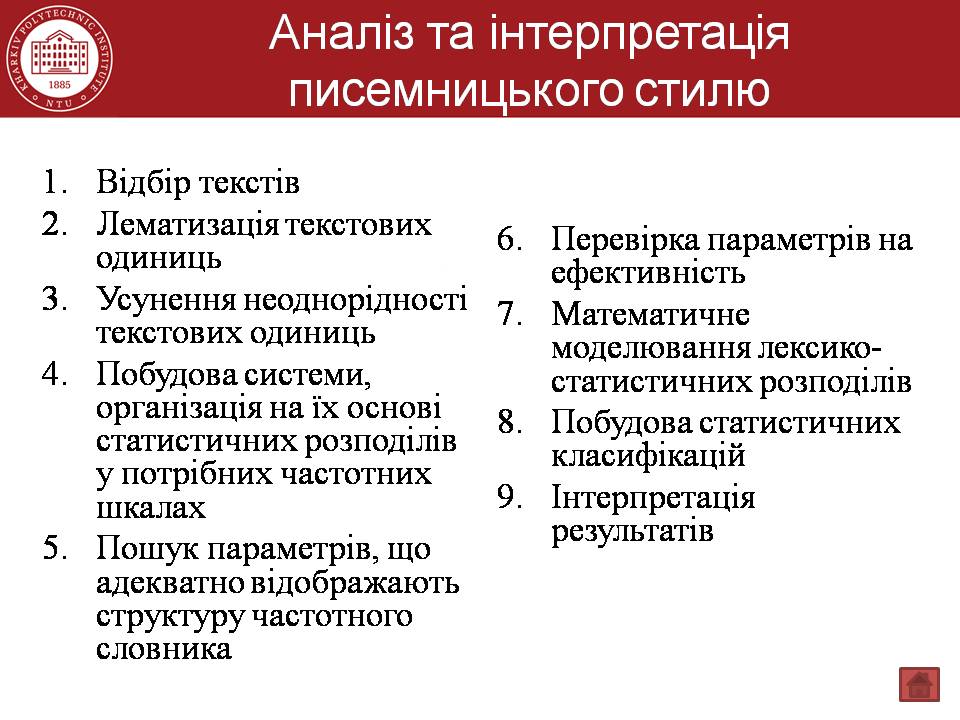 KHARKIV POLYTECHNIC INSTITUTE
1885
NTU
Аналіз та інтерпретація
писемницького стилю
1. Відбір текстів
2. Лематизація текстових
одиниць
3. Усунення неоднорідності
текстових одиниць
4. Побудова системи,
організація на їх основі
статистичних розподілів
у потрібних частотних
шкалах
5. Пошук параметрів, що
адекватно відображають
структуру частотного
словника
6. Перевірка параметрів на
ефективність
7. Математичне
моделювання лексико-
статистичних розподілів
8. Побудова статистичних
класифікацій
9. Інтерпретація
результатів